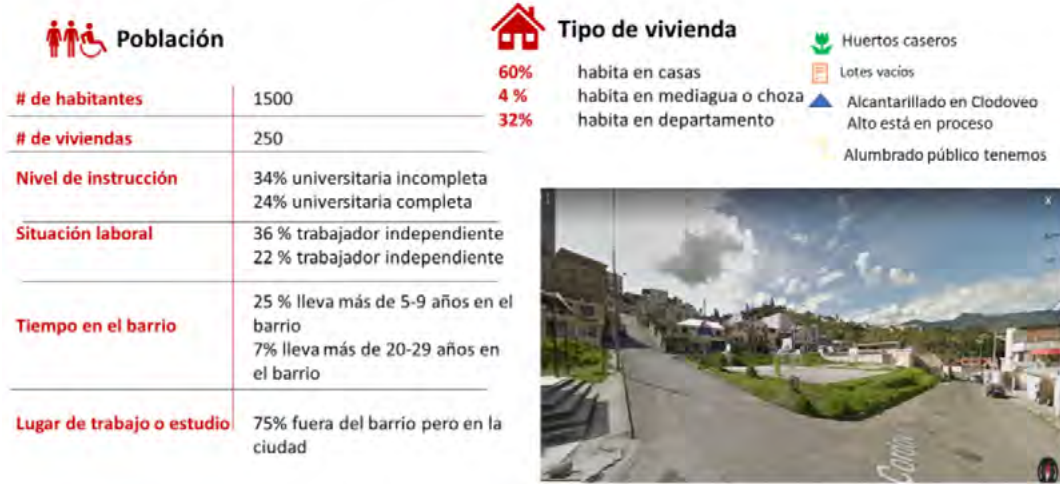 Población
# de habitantes
1500
# de viviendas
250
Nivel de instrucción
34% universitaria incompleta
24% universitaria completa
Situación laboral
36 % trabajador independiente
22 % trabajador independiente
Tiempo en el barrio
25 % lleva más de 5-9 años en el
barrio
7% lleva más de 20-29 años en
el barrio
Lugar de trabajo o estudio
75% fuera del barrio pero en la
ciudad
Tipo de vivienda
60% habita en casas
4 % habita en mediagua o choza
32% habita en departamento
Huertos caseros
Lotes vacíos
Alcantarillado en Clodoveo
Alto está en proceso
Alumbrado público tenemos